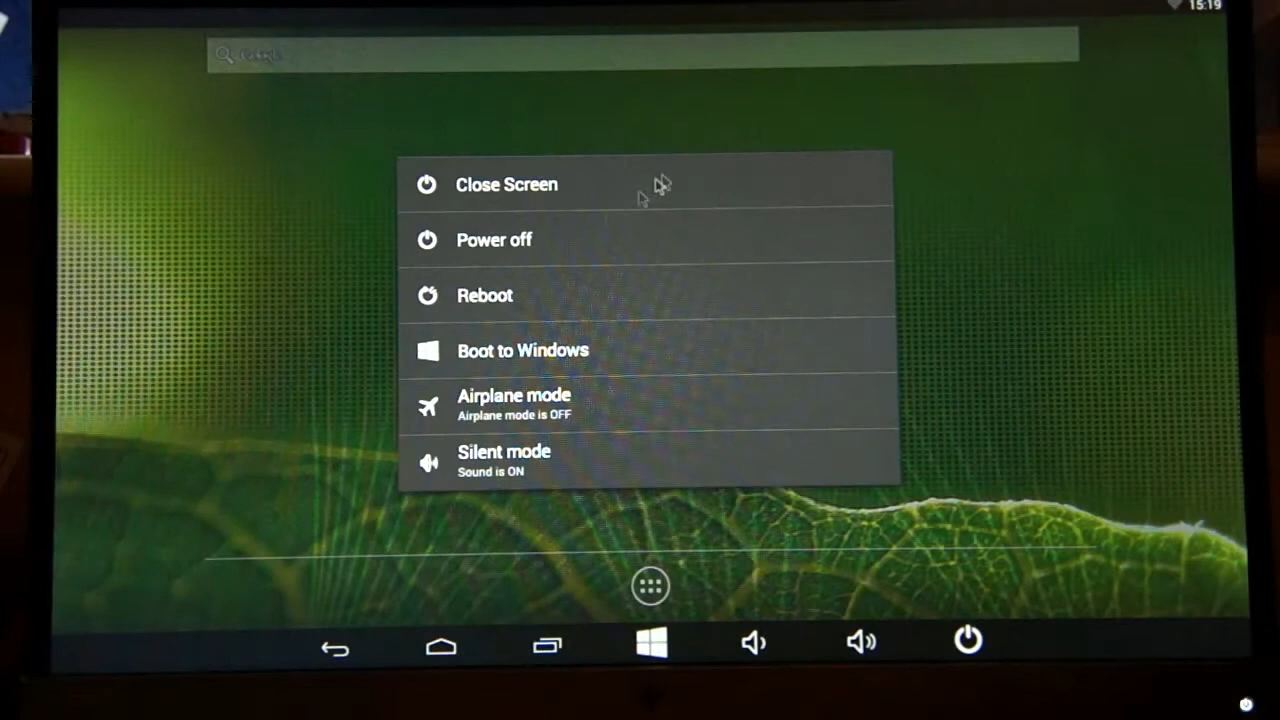 15:19
Close Screen
Power off
Reboot
Boot to Windows
Airplane mode
Airplane mode is OFF
Silent mode
Sound is ON